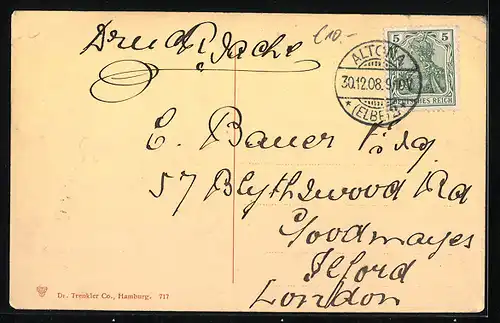 Drucksache €10.-
5 5
ALTONA
30.12.08.9-10V
* (ELBE)
DEUTSCHES REICH
E. Bauer Esq.
57 Blythswood Rd
Goodmayes
Ilford
London
Dr. Trenkler Co., Hamburg. 717